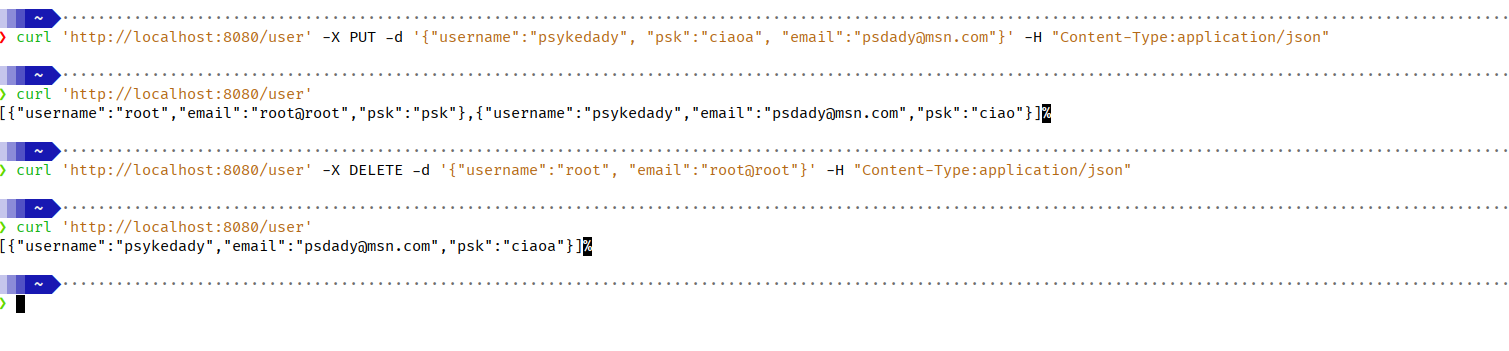 ~
❯ curl 'http://localhost:8080/user' -X PUT -d '{"username":"psykedady", "psk":"ciaoa", "email":"psdady@msn.com"}' -H "Content-Type:application/json"
~
❯ curl 'http://localhost:8080/user'
[{"username":"root","email":"root@root","psk":"psk"},{"username":"psykedady","email":"psdady@msn.com","psk":"ciao"}]%
~
❯ curl 'http://localhost:8080/user' -X DELETE -d '{"username":"root", "email":"root@root"}' -H "Content-Type:application/json"
~
❯ curl 'http://localhost:8080/user'
[{"username":"psykedady","email":"psdady@msn.com","psk":"ciaoa"}]%
~
❯